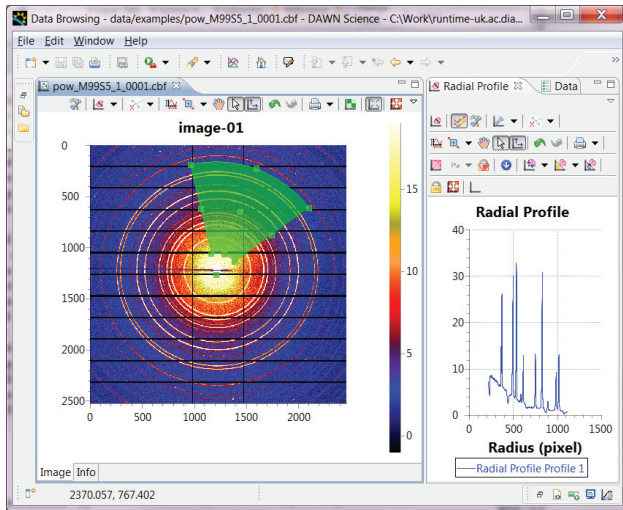 Data Browsing - data/examples/pow_M99S5_1_0001.cbf - DAWN Science - C:\Work\runtime-uk.ac.dia...
File Edit Window Help
pow_M99S5_1_0001.cbf
image-01
0
500
1000
1500
2000
2500
0 500 1000 1500 2000
15
10
5
0
Image Info
Radial Profile Data
Px
Radial Profile
40
30
20
10
0
0 500 1000 1500
Radius (pixel)
Radial Profile Profile 1
2370.057, 767.402